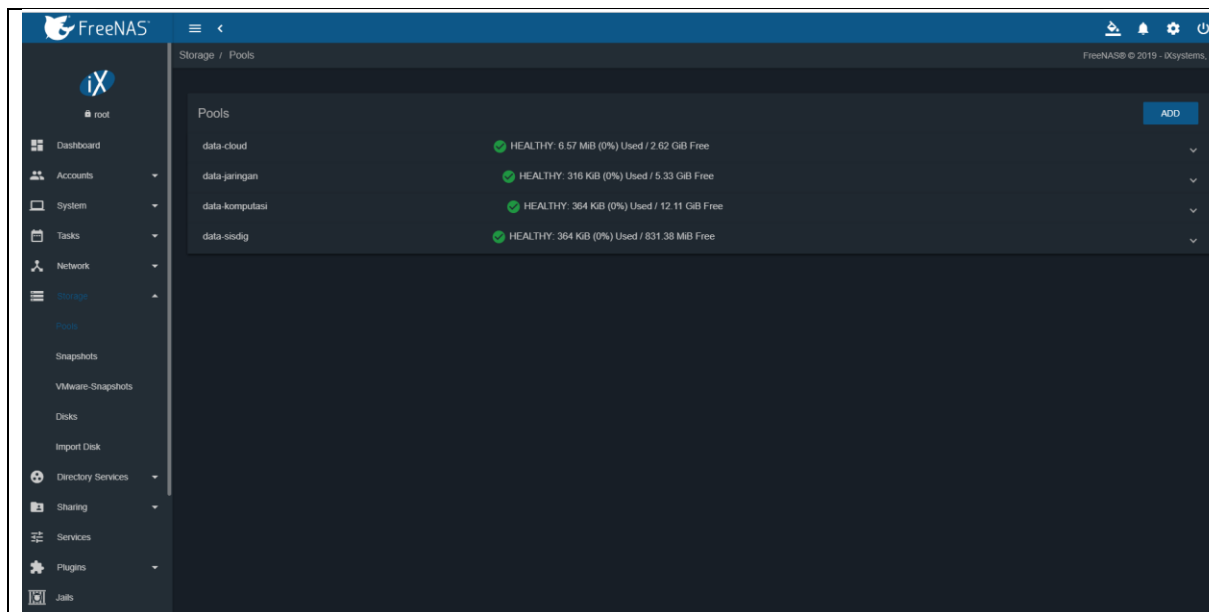 FreeNAS®
Storage / Pools
FreeNAS® © 2019 - iXsystems,
iX
root
Pools
ADD
data-cloud HEALTHY: 6.57 MiB (0%) Used / 2.62 GiB Free
data-jaringan HEALTHY: 316 KiB (0%) Used / 5.33 GiB Free
data-komputasi HEALTHY: 364 KiB (0%) Used / 12.11 GiB Free
data-sisdig HEALTHY: 364 KiB (0%) Used / 831.38 MiB Free
Dashboard
Accounts
System
Tasks
Network
Storage
Pools
Snapshots
VMware-Snapshots
Disks
Import Disk
Directory Services
Sharing
Services
Plugins
Jails